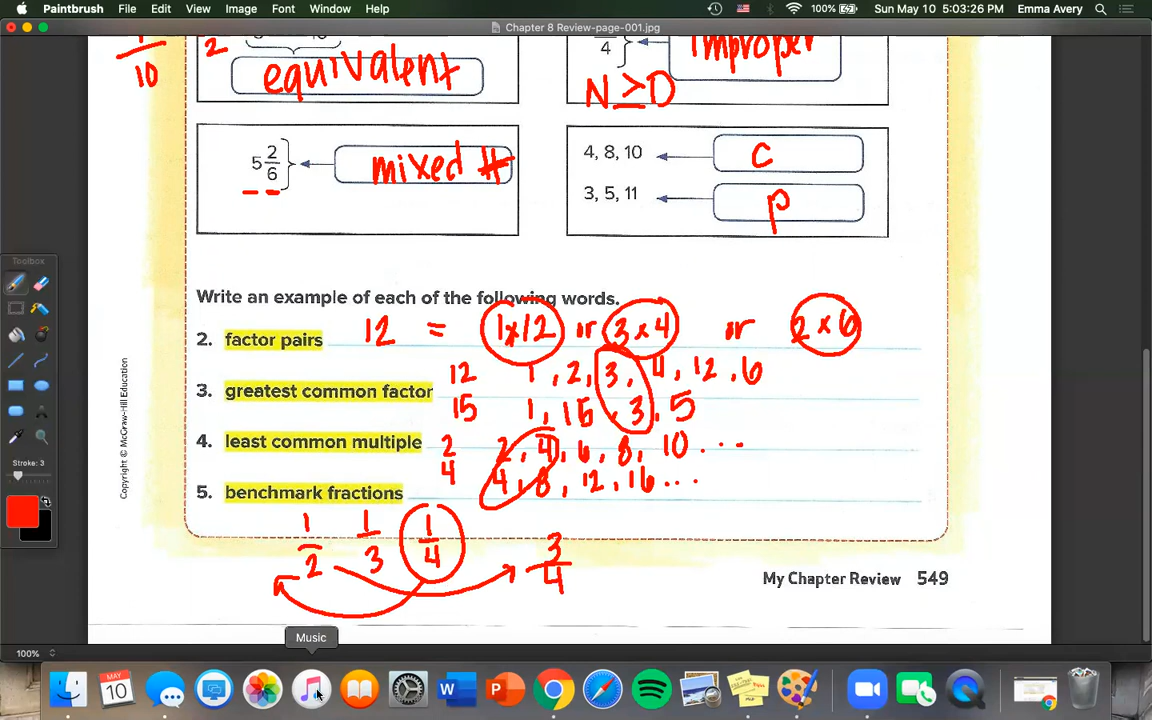 Paintbrush File Edit View Image Font Window Help 100% Sun May 10 5:03:26 PM Emma Avery
Chapter 8 Review-page-001.jpg
10
2
equivalent
4
improper
N ≥ D
5 2/6
mixed #
4, 8, 10
C
3, 5, 11
p
Toolbox
Stroke: 3
Write an example of each of the following words.
2. factor pairs 12 = 1x12 or 3 x 4 or 2 x 6
12 1, 2, 3, 4, 12, 6
3. greatest common factor
15 1, 15, 3, 5
4. least common multiple 2 2, 4, 6, 8, 10 ...
4 4, 8, 12, 16 ...
5. benchmark fractions
1/2 1/3 1/4 3/4
My Chapter Review 549
Copyright © McGraw-Hill Education
100%
Music
MAY
10
W
P